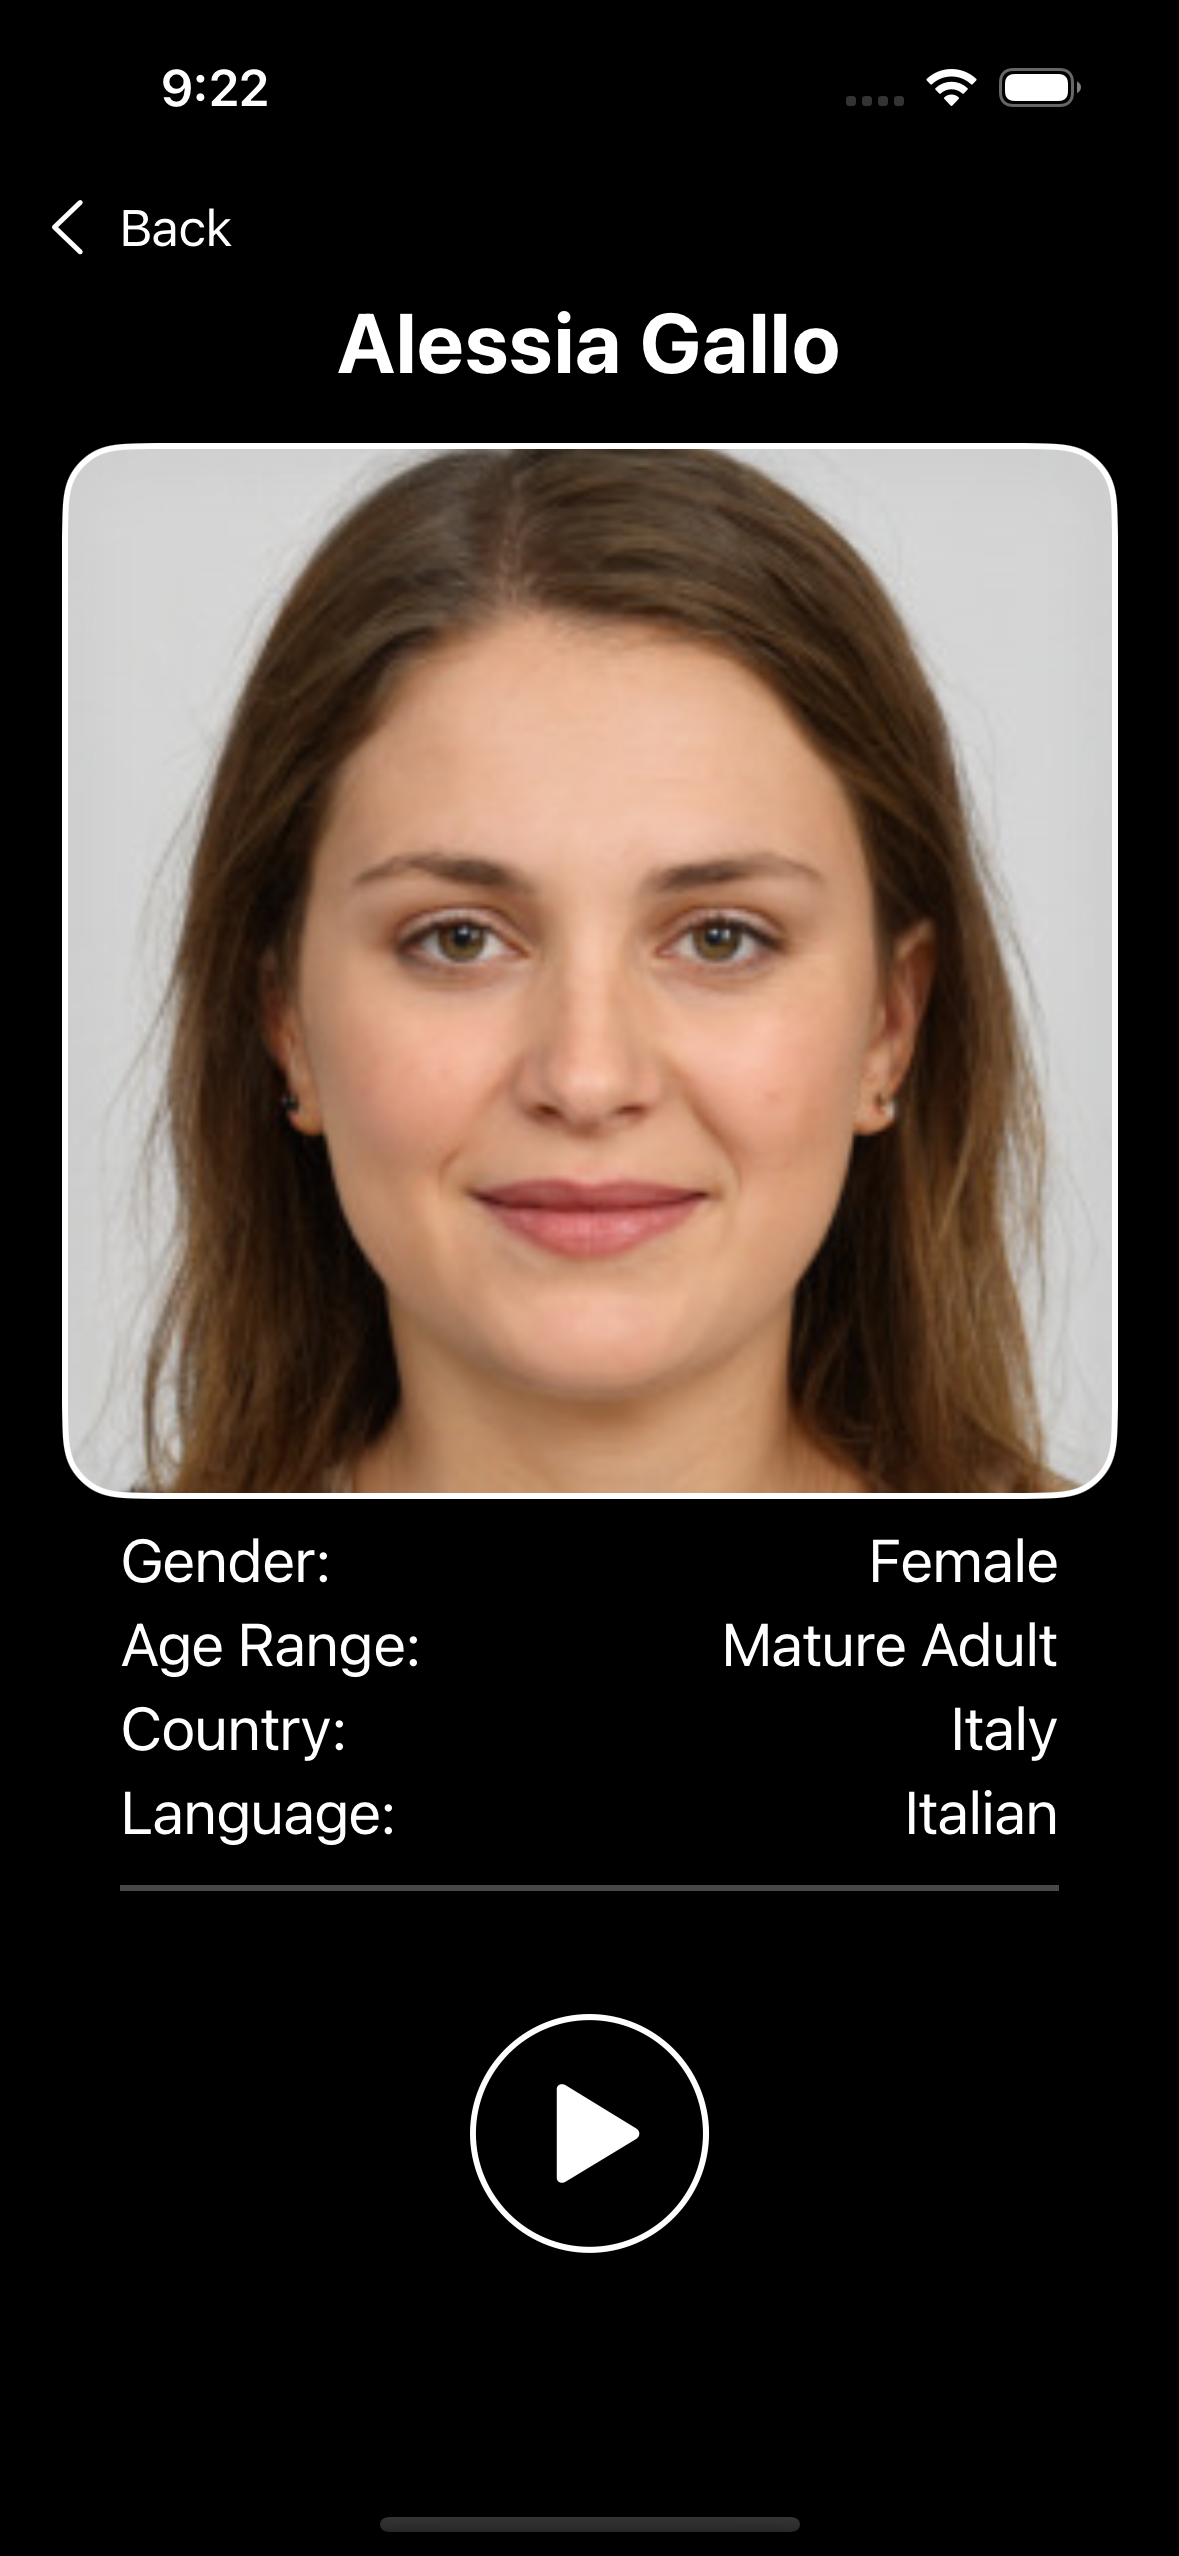 9:22
Back
Alessia Gallo
Gender: Female
Age Range: Mature Adult
Country: Italy
Language: Italian